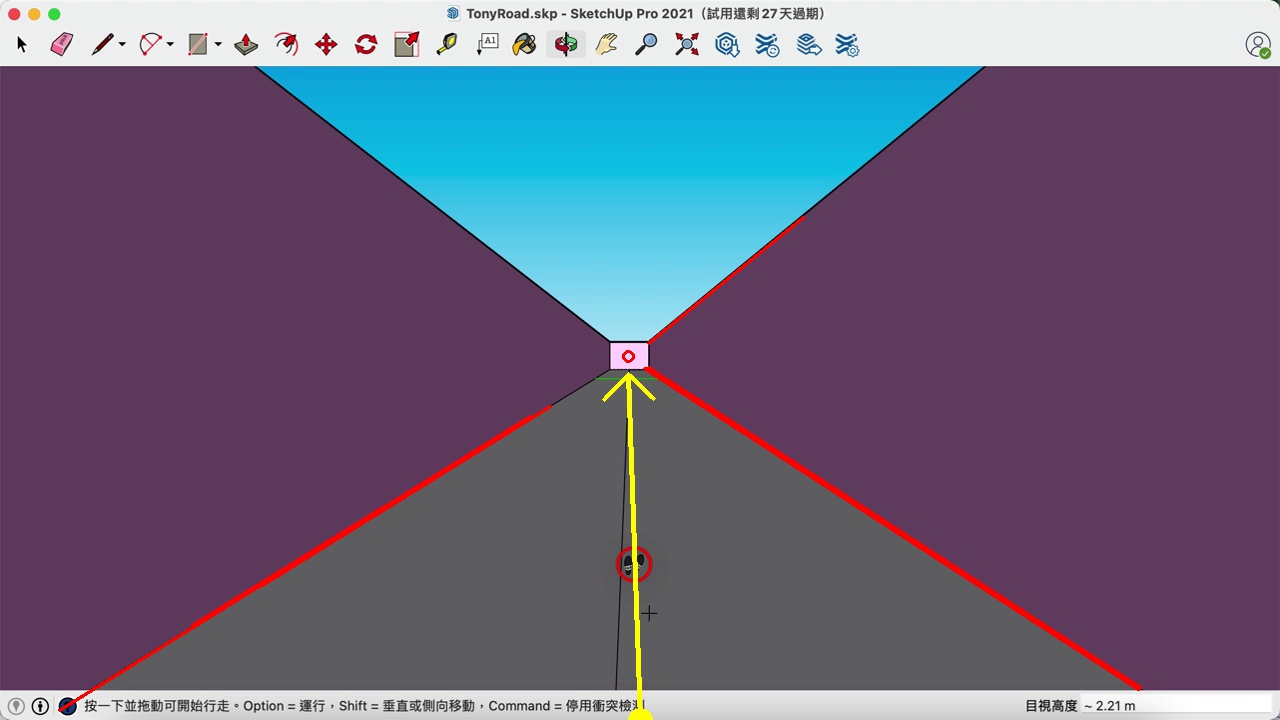 TonyRoad.skp - SketchUp Pro 2021（試用還剩 27 天過期）
A1
按一下並拖動可開始行走。Option = 運行，Shift = 垂直或側向移動，Command = 停用衝突檢測
目視高度 ~ 2.21 m